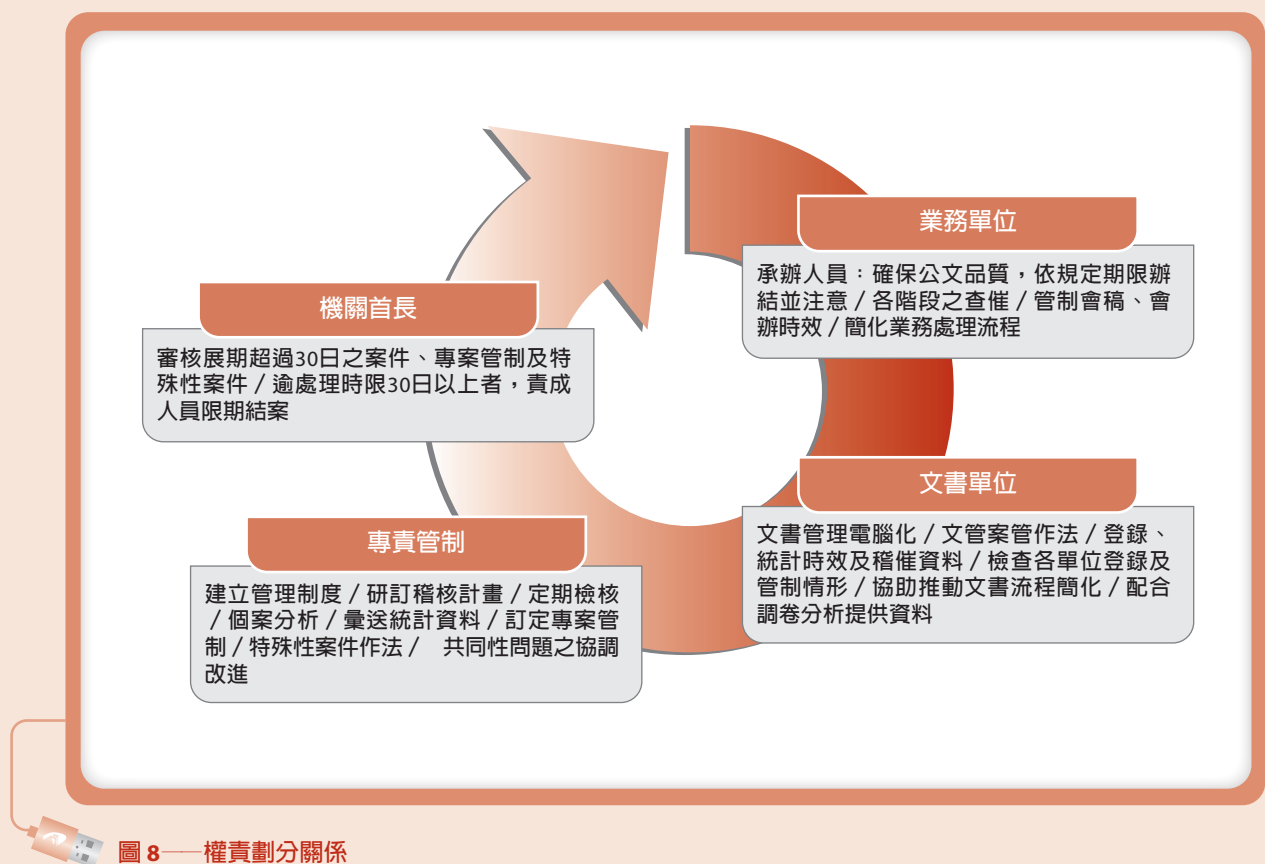 業務單位
承辦人員：確保公文品質，依規定期限辦
結並注意／各階段之查催／管制會稿、會
辦時效／簡化業務處理流程
文書單位
文書管理電腦化／文管案管作法／登錄、
統計時效及稽催資料／檢查各單位登錄及
管制情形／協助推動文書流程簡化／配合
調卷分析提供資料
專責管制
建立管理制度／研訂稽核計畫／定期檢核
／個案分析／彙送統計資料／訂定專案管
制／特殊性案件作法／　共同性問題之協調
改進
機關首長
審核展期超過30日之案件、專案管制及特
殊性案件／逾處理時限30日以上者，責成
人員限期結案
圖 8——權責劃分關係